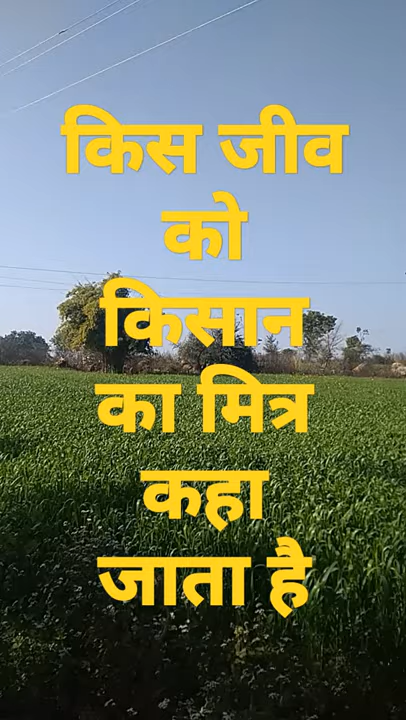 किस जीव
को
किसान
का मित्र
कहा
जाता है